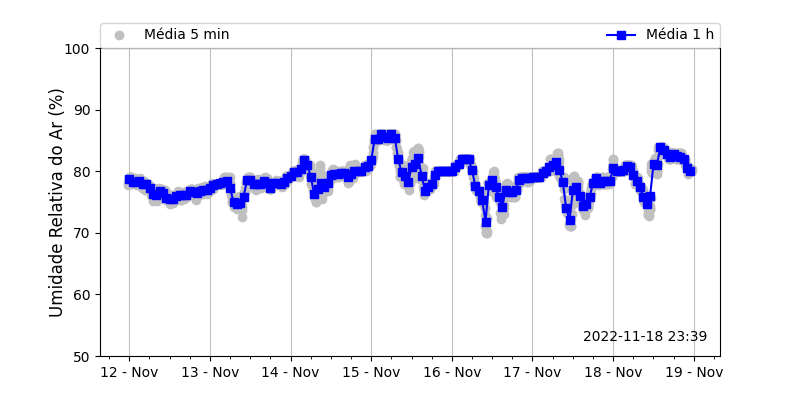 Média 5 min
Média 1 h
100
90
80
70
60
50
Umidade Relativa do Ar (%)
2022-11-18 23:39
12 - Nov
13 - Nov
14 - Nov
15 - Nov
16 - Nov
17 - Nov
18 - Nov
19 - Nov